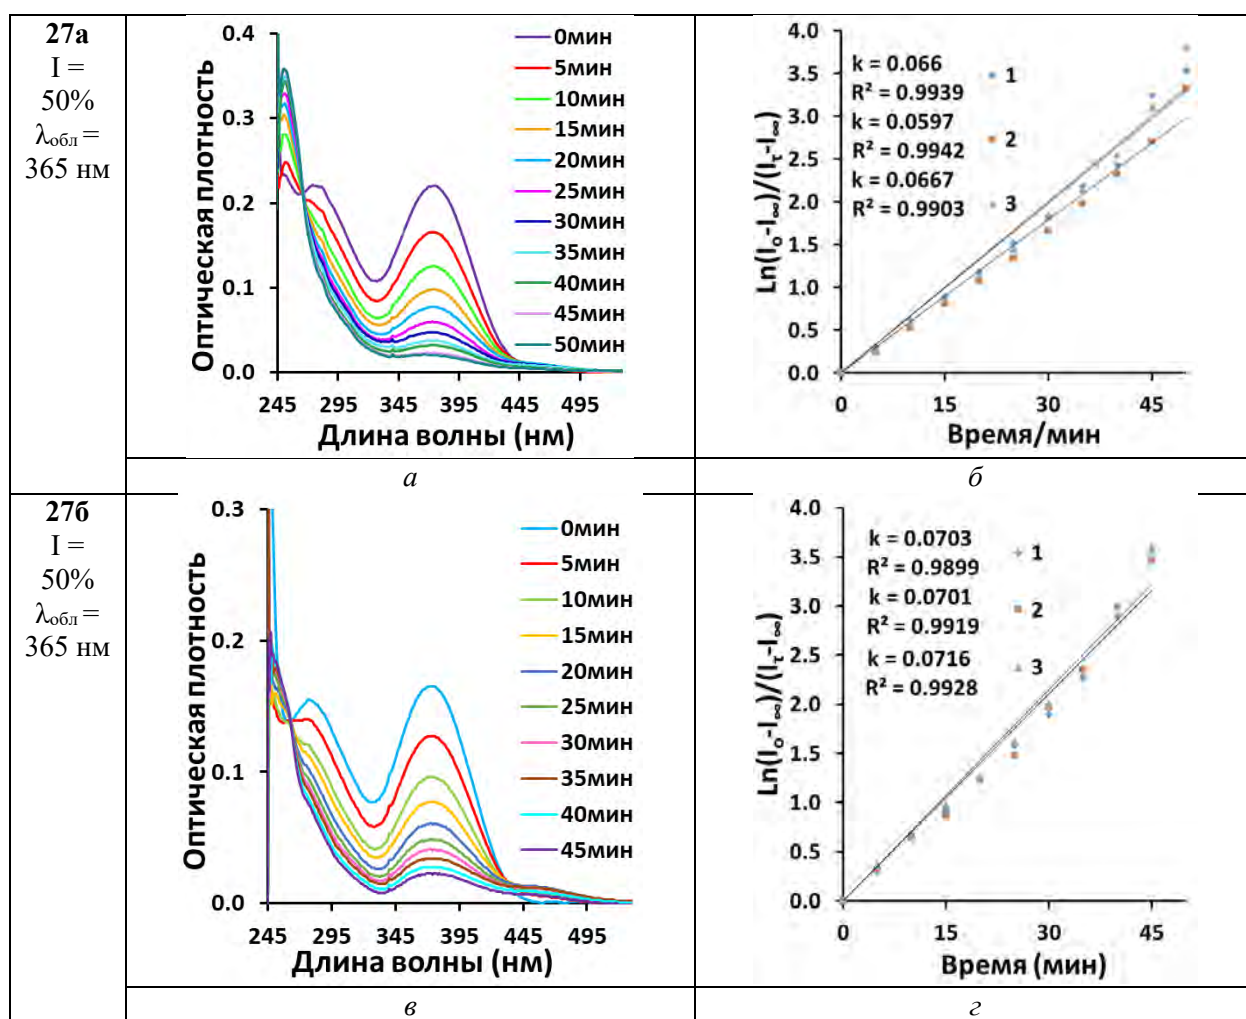 27а
I =
50%
λобл =
365 нм
Оптическая плотность
0.4
0.3
0.2
0.1
0.0
245 295 345 395 445 495
Длина волны (нм)
0мин
5мин
10мин
15мин
20мин
25мин
30мин
35мин
40мин
45мин
50мин
а
Ln(I₀-I∞)/(Iτ-I∞)
4.0
3.5
3.0
2.5
2.0
1.5
1.0
0.5
0.0
k = 0.066
R² = 0.9939
k = 0.0597
R² = 0.9942
k = 0.0667
R² = 0.9903
1
2
3
0 15 30 45
Время/мин
б
27б
I =
50%
λобл =
365 нм
Оптическая плотность
0.3
0.2
0.1
0.0
245 295 345 395 445 495
Длина волны (нм)
0мин
5мин
10мин
15мин
20мин
25мин
30мин
35мин
40мин
45мин
в
Ln(I₀-I∞)/(Iτ-I∞)
4.0
3.5
3.0
2.5
2.0
1.5
1.0
0.5
0.0
k = 0.0703
R² = 0.9899
k = 0.0701
R² = 0.9919
k = 0.0716
R² = 0.9928
1
2
3
0 15 30 45
Время (мин)
г